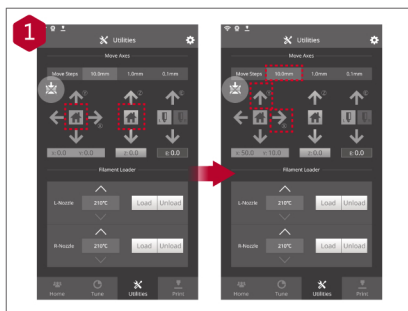 1
Utilities
Move Axes
Move Steps 10.0mm 1.0mm 0.1mm
X: 0.0 Y: 0.0 Z: 0.0 E: 0.0
Filament Loader
L-Nozzle 210℃ Load Unload
R-Nozzle 210℃ Load Unload
Home Tune Utilities Print
Utilities
Move Axes
Move Steps 10.0mm 1.0mm 0.1mm
X: 50.0 Y: 10.0 Z: 0.0 E: 0.0
Filament Loader
L-Nozzle 210℃ Load Unload
R-Nozzle 210℃ Load Unload
Home Tune Utilities Print